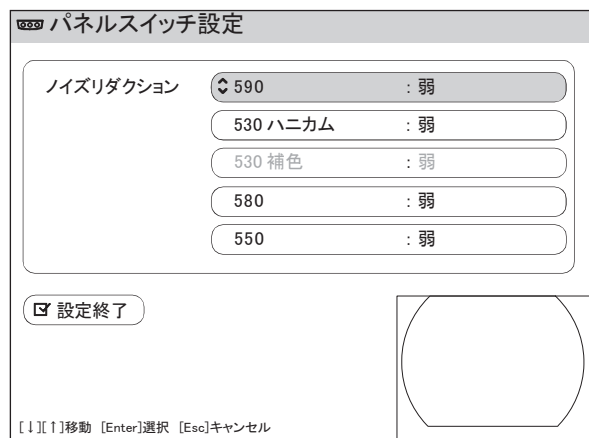 パネルスイッチ設定
ノイズリダクション 590 : 弱
530 ハニカム : 弱
530 補色 : 弱
580 : 弱
550 : 弱
設定終了
[↓][↑]移動 [Enter]選択 [Esc]キャンセル